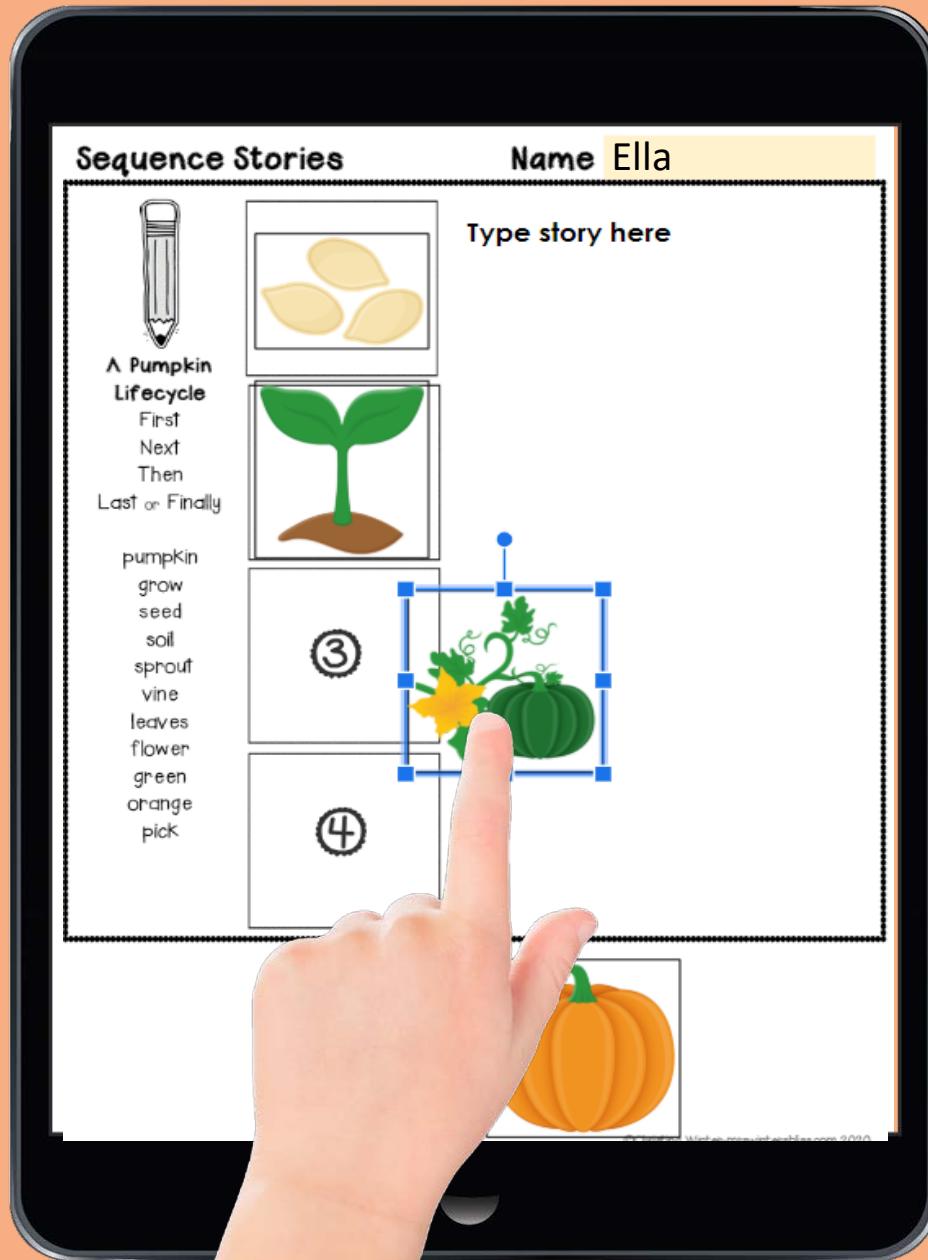 Sequence Stories
Name Ella
A Pumpkin
Lifecycle
First
Next
Then
Last or Finally
pumpkin
grow
seed
soil
sprout
vine
leaves
flower
green
orange
pick
Type story here
3
4